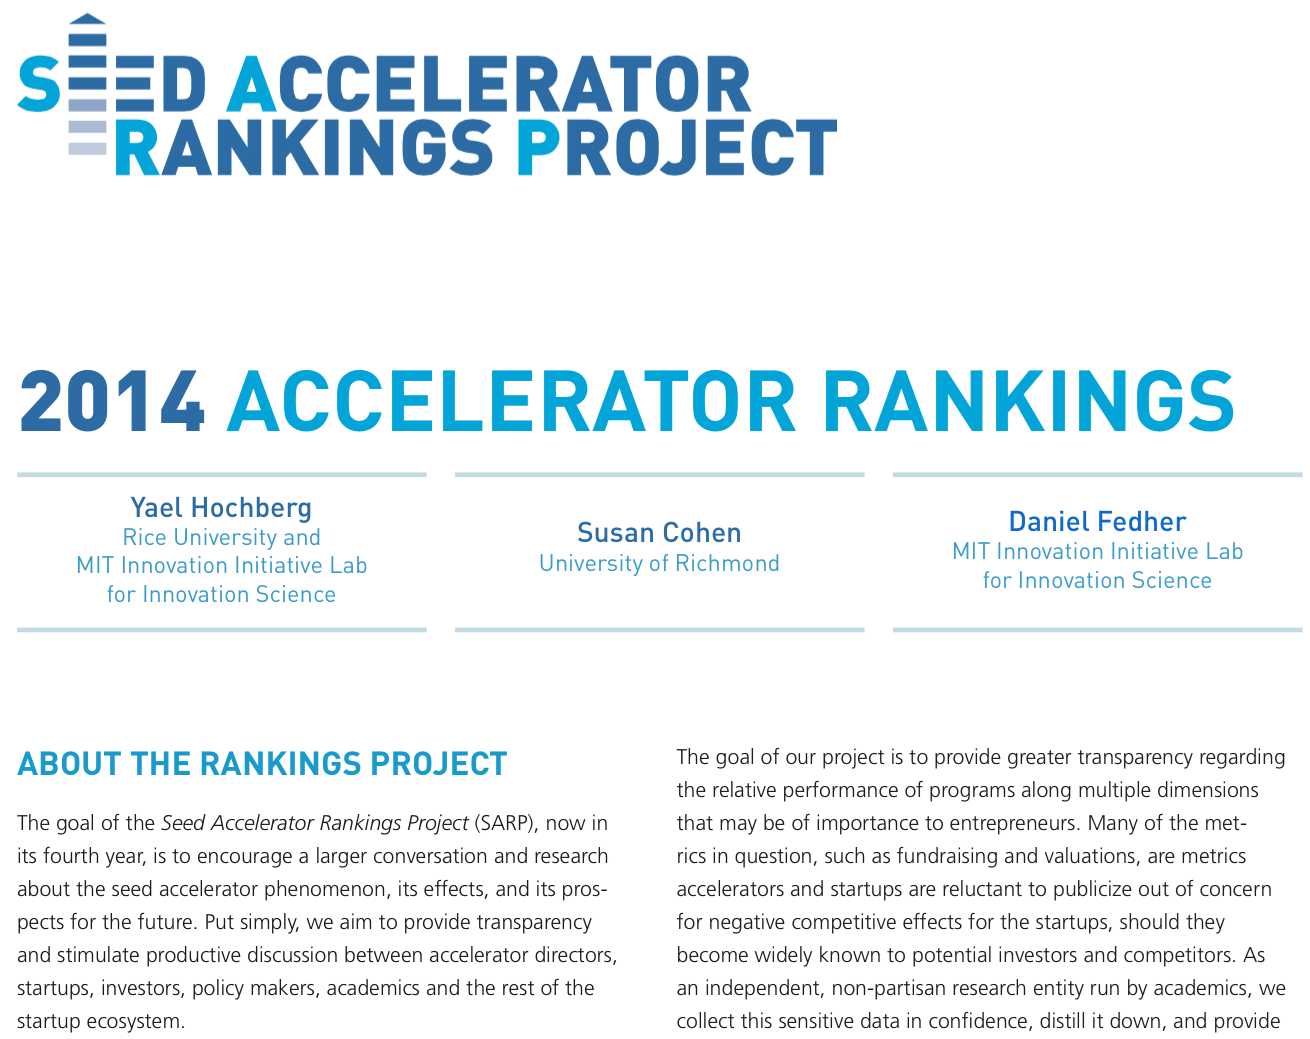 SEED ACCELERATOR
RANKINGS PROJECT
2014 ACCELERATOR RANKINGS
Yael Hochberg
Rice University and
MIT Innovation Initiative Lab
for Innovation Science
Susan Cohen
University of Richmond
Daniel Fedher
MIT Innovation Initiative Lab
for Innovation Science
ABOUT THE RANKINGS PROJECT
The goal of the Seed Accelerator Rankings Project (SARP), now in
its fourth year, is to encourage a larger conversation and research
about the seed accelerator phenomenon, its effects, and its pros-
pects for the future. Put simply, we aim to provide transparency
and stimulate productive discussion between accelerator directors,
startups, investors, policy makers, academics and the rest of the
startup ecosystem.
The goal of our project is to provide greater transparency regarding
the relative performance of programs along multiple dimensions
that may be of importance to entrepreneurs. Many of the met-
rics in question, such as fundraising and valuations, are metrics
accelerators and startups are reluctant to publicize out of concern
for negative competitive effects for the startups, should they
become widely known to potential investors and competitors. As
an independent, non-partisan research entity run by academics, we
collect this sensitive data in confidence, distill it down, and provide